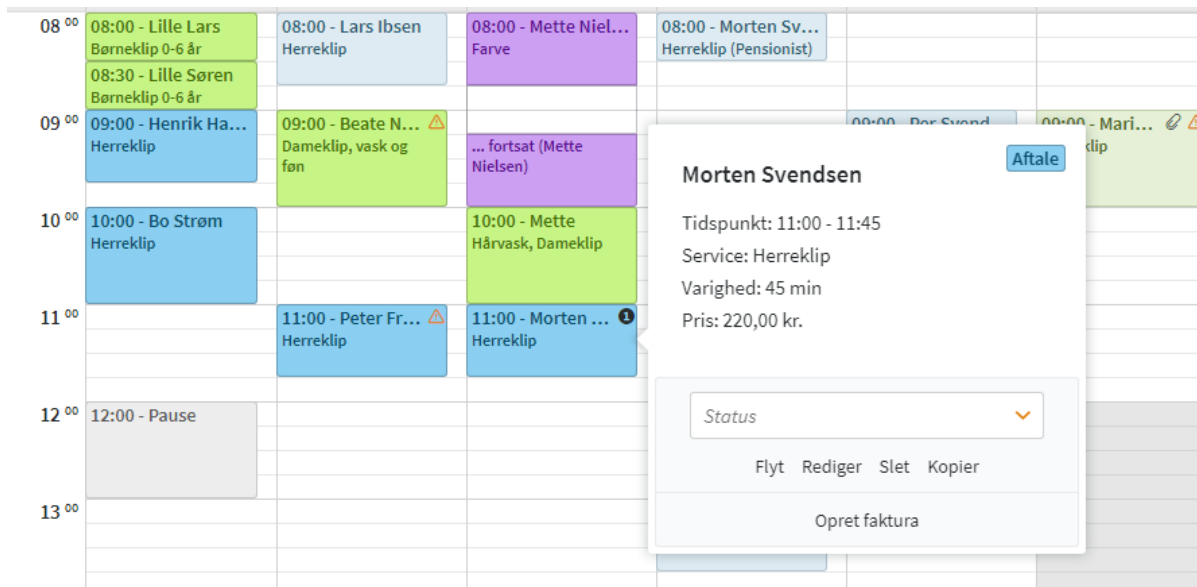 08 00
08:00 - Lille Lars
Børneklip 0-6 år
08:30 - Lille Søren
Børneklip 0-6 år
08:00 - Lars Ibsen
Herreklip
08:00 - Mette Niel...
Farve
08:00 - Morten Sv...
Herreklip (Pensionist)
09 00
09:00 - Henrik Ha...
Herreklip
09:00 - Beate N...
Dameklip, vask og
føn
... fortsat (Mette
Nielsen)
09:00 - Per Svend
09:00 - Mari...
klip
10 00
10:00 - Bo Strøm
Herreklip
10:00 - Mette
Hårvask, Dameklip
11 00
11:00 - Peter Fr...
Herreklip
11:00 - Morten ... 1
Herreklip
12 00
12:00 - Pause
13 00
Aftale
Morten Svendsen
Tidspunkt: 11:00 - 11:45
Service: Herreklip
Varighed: 45 min
Pris: 220,00 kr.
Status
Flyt Rediger Slet Kopier
Opret faktura